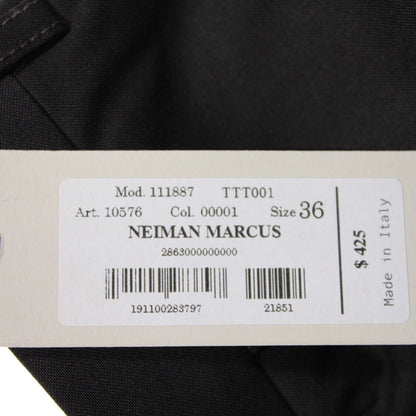 Mod. 111887 TTT001
Art. 10576 Col. 00001 Size 36
NEIMAN MARCUS
2863000000000
191100283797 21851
$ 425
Made in Italy